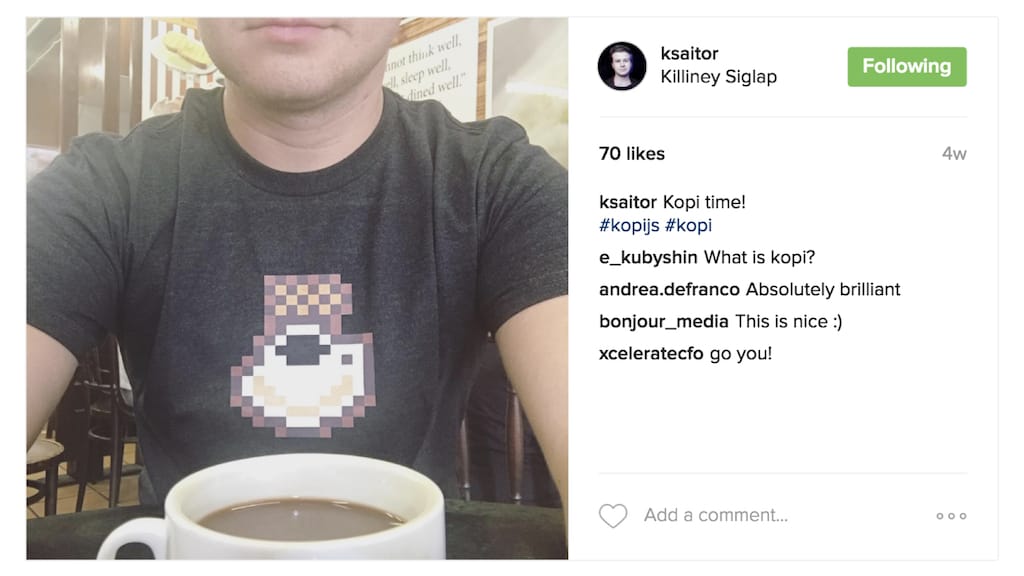 not think well,
ll, sleep well,
dined well."
ksaitor
Killiney Siglap
Following
70 likes
4w
ksaitor Kopi time!
#kopijs #kopi
e_kubyshin What is kopi?
andrea.defranco Absolutely brilliant
bonjour_media This is nice :)
xceleratecfo go you!
Add a comment...